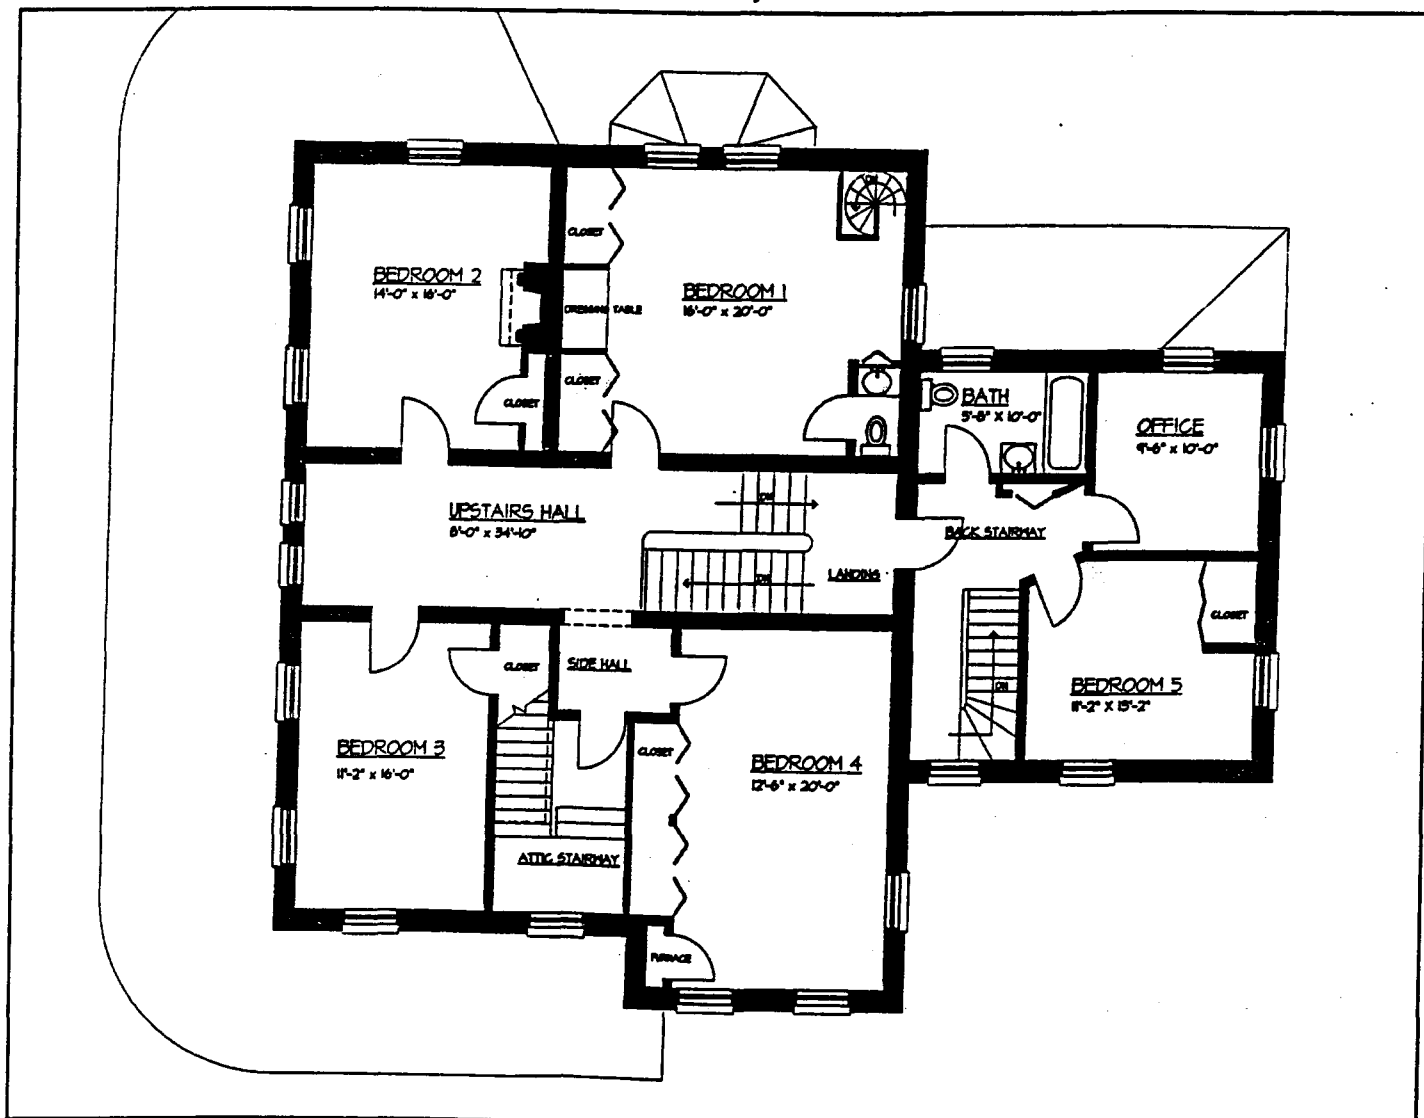 CLOSET
DN
BEDROOM 2
14'-0" x 16'-0"
BEDROOM 1
16'-0" x 20'-0"
DRESSING TABLE
CLOSET
CLOSET
BATH
5'-8" X 10'-0"
OFFICE
9'-6" x 10'-0"
UPSTAIRS HALL
8'-0" x 34'-10"
DN
BACK STAIRWAY
LANDING
DN
CLOSET
SIDE HALL
CLOSET
BEDROOM 5
11'-2" X 15'-2"
DN
BEDROOM 3
11'-2" x 16'-0"
CLOSET
BEDROOM 4
12'-6" x 20'-0"
ATTIC STAIRWAY
FURNACE